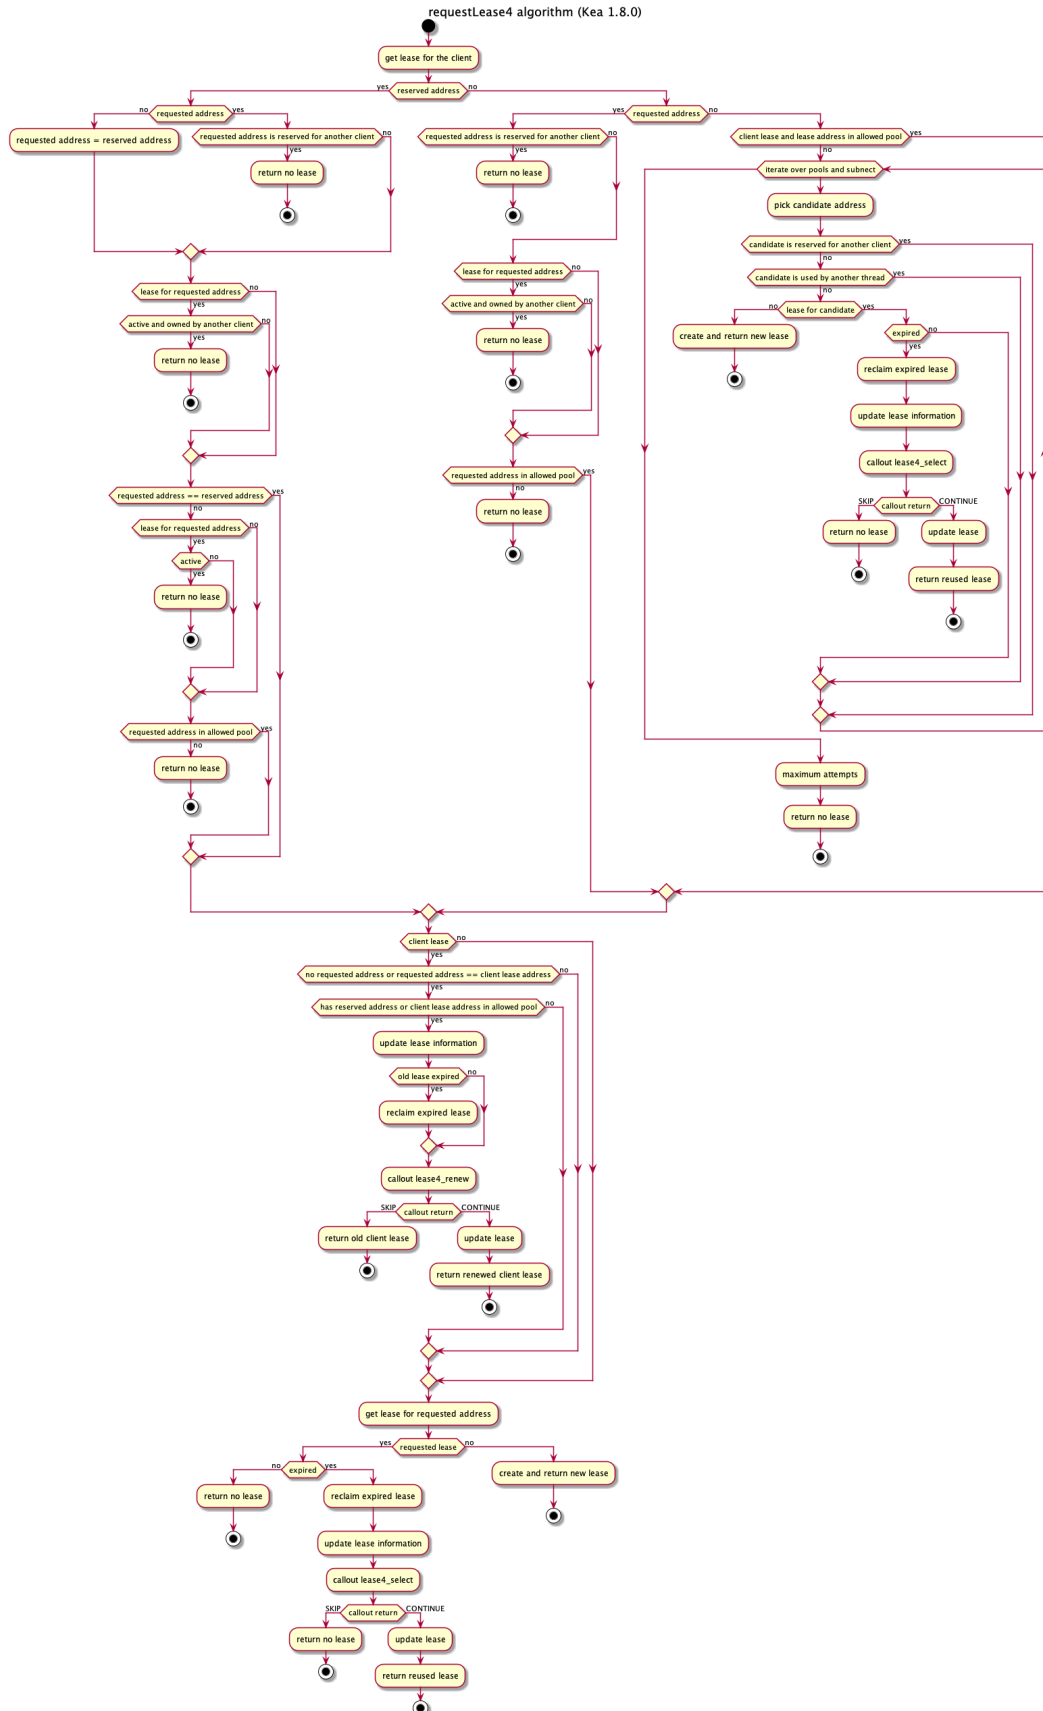 requestLease4 algorithm (Kea 1.8.0)
get lease for the client
yes
reserved address
no
no
requested address
yes
yes
requested address
no
requested address = reserved address
requested address is reserved for another client
no
yes
return no lease
requested address is reserved for another client
no
yes
return no lease
client lease and lease address in allowed pool
yes
no
iterate over pools and subnect
pick candidate address
candidate is reserved for another client
yes
no
candidate is used by another thread
yes
no
no
lease for candidate
yes
create and return new lease
expired
no
yes
reclaim expired lease
update lease information
callout lease4_select
SKIP
callout return
CONTINUE
return no lease
update lease
return reused lease
maximum attempts
return no lease
lease for requested address
no
yes
active and owned by another client
no
yes
return no lease
requested address in allowed pool
yes
no
return no lease
lease for requested address
no
yes
active and owned by another client
no
yes
return no lease
requested address == reserved address
yes
no
lease for requested address
no
yes
active
no
yes
return no lease
requested address in allowed pool
yes
no
return no lease
client lease
no
yes
no requested address or requested address == client lease address
no
yes
has reserved address or client lease address in allowed pool
no
yes
update lease information
old lease expired
no
yes
reclaim expired lease
callout lease4_renew
SKIP
callout return
CONTINUE
return old client lease
update lease
return renewed client lease
get lease for requested address
yes
requested lease
no
no
expired
yes
create and return new lease
return no lease
reclaim expired lease
update lease information
callout lease4_select
SKIP
callout return
CONTINUE
return no lease
update lease
return reused lease